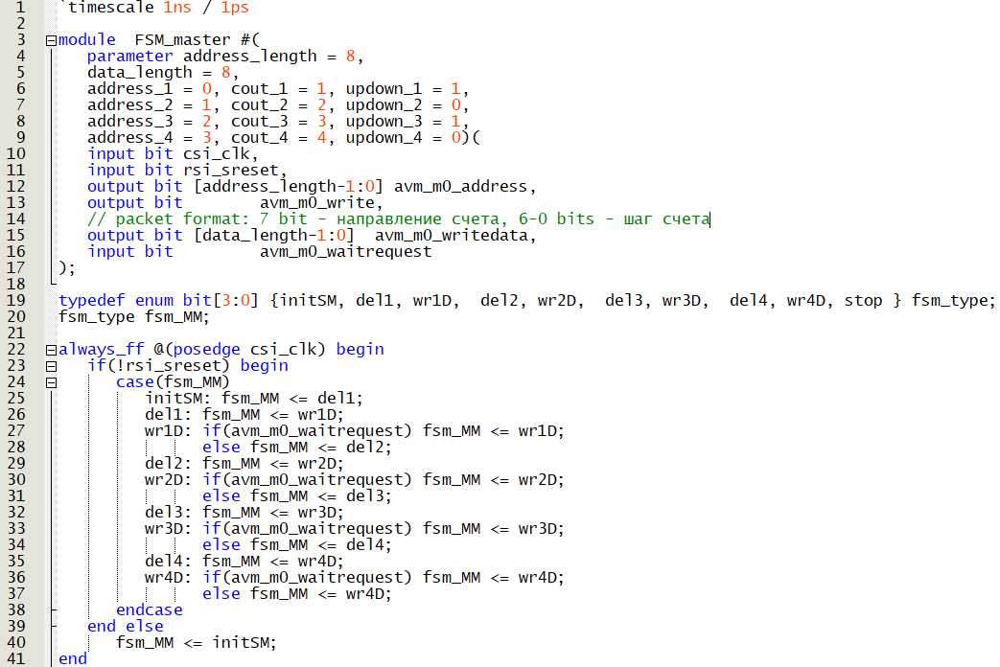 1 `timescale 1ns / 1ps
2
3 module  FSM_master #(
4    parameter address_length = 8,
5    data_length = 8,
6    address_1 = 0, cout_1 = 1, updown_1 = 1,
7    address_2 = 1, cout_2 = 2, updown_2 = 0,
8    address_3 = 2, cout_3 = 3, updown_3 = 1,
9    address_4 = 3, cout_4 = 4, updown_4 = 0)(
10    input bit csi_clk,
11    input bit rsi_sreset,
12    output bit [address_length-1:0] avm_m0_address,
13    output bit        avm_m0_write,
14    // packet format: 7 bit - направление счета, 6-0 bits - шаг счета
15    output bit [data_length-1:0]  avm_m0_writedata,
16    input bit         avm_m0_waitrequest
17 );
18
19 typedef enum bit[3:0] {initSM, del1, wr1D,  del2, wr2D,  del3, wr3D,  del4, wr4D, stop } fsm_type;
20 fsm_type fsm_MM;
21
22 always_ff @(posedge csi_clk) begin
23    if(!rsi_sreset) begin
24       case(fsm_MM)
25          initSM: fsm_MM <= del1;
26          del1: fsm_MM <= wr1D;
27          wr1D: if(avm_m0_waitrequest) fsm_MM <= wr1D;
28                else fsm_MM <= del2;
29          del2: fsm_MM <= wr2D;
30          wr2D: if(avm_m0_waitrequest) fsm_MM <= wr2D;
31                else fsm_MM <= del3;
32          del3: fsm_MM <= wr3D;
33          wr3D: if(avm_m0_waitrequest) fsm_MM <= wr3D;
34                else fsm_MM <= del4;
35          del4: fsm_MM <= wr4D;
36          wr4D: if(avm_m0_waitrequest) fsm_MM <= wr4D;
37                else fsm_MM <= wr4D;
38       endcase
39    end else
40       fsm_MM <= initSM;
41 end